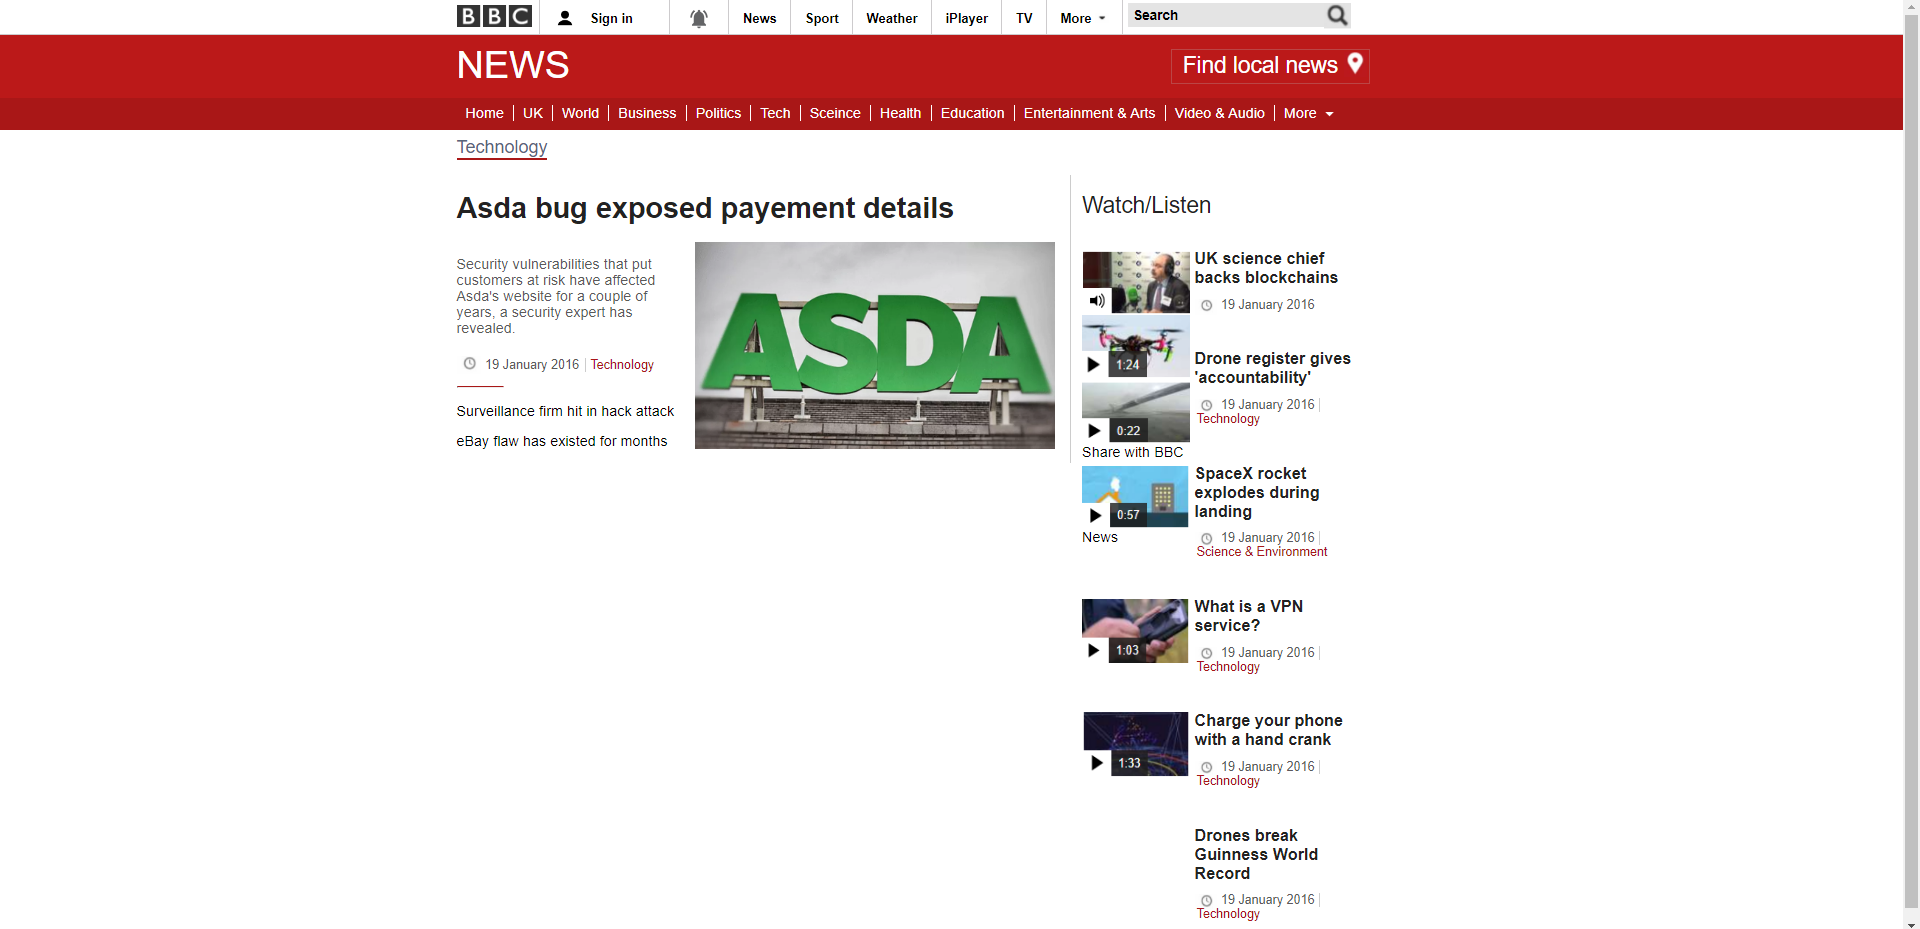 BBC
Sign in
News
Sport
Weather
iPlayer
TV
More
Search
NEWS
Find local news
Home
UK
World
Business
Politics
Tech
Sceince
Health
Education
Entertainment & Arts
Video & Audio
More
Technology
Asda bug exposed payement details
Security vulnerabilities that put
customers at risk have affected
Asda's website for a couple of
years, a security expert has
revealed.
19 January 2016
Technology
Surveillance firm hit in hack attack
eBay flaw has existed for months
ASDA
Watch/Listen
UK science chief
backs blockchains
19 January 2016
1:24
Drone register gives
'accountability'
19 January 2016
Technology
0:22
Share with BBC
SpaceX rocket
explodes during
landing
19 January 2016
Science & Environment
0:57
News
What is a VPN
service?
19 January 2016
Technology
1:03
Charge your phone
with a hand crank
19 January 2016
Technology
1:33
Drones break
Guinness World
Record
19 January 2016
Technology